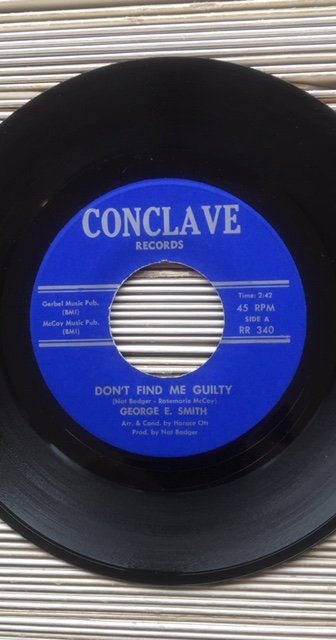 CONCLAVE
RECORDS
Gerbel Music Pub.
(BMI)
McCoy Music Pub.
(BMI)
Time: 2:42
45 RPM
SIDE A
RR 340
DON'T FIND ME GUILTY
(Nat Badger - Rosemarie McCoy)
GEORGE E. SMITH
Arr. & Cond. by Horace Ott
Prod. by Nat Badger